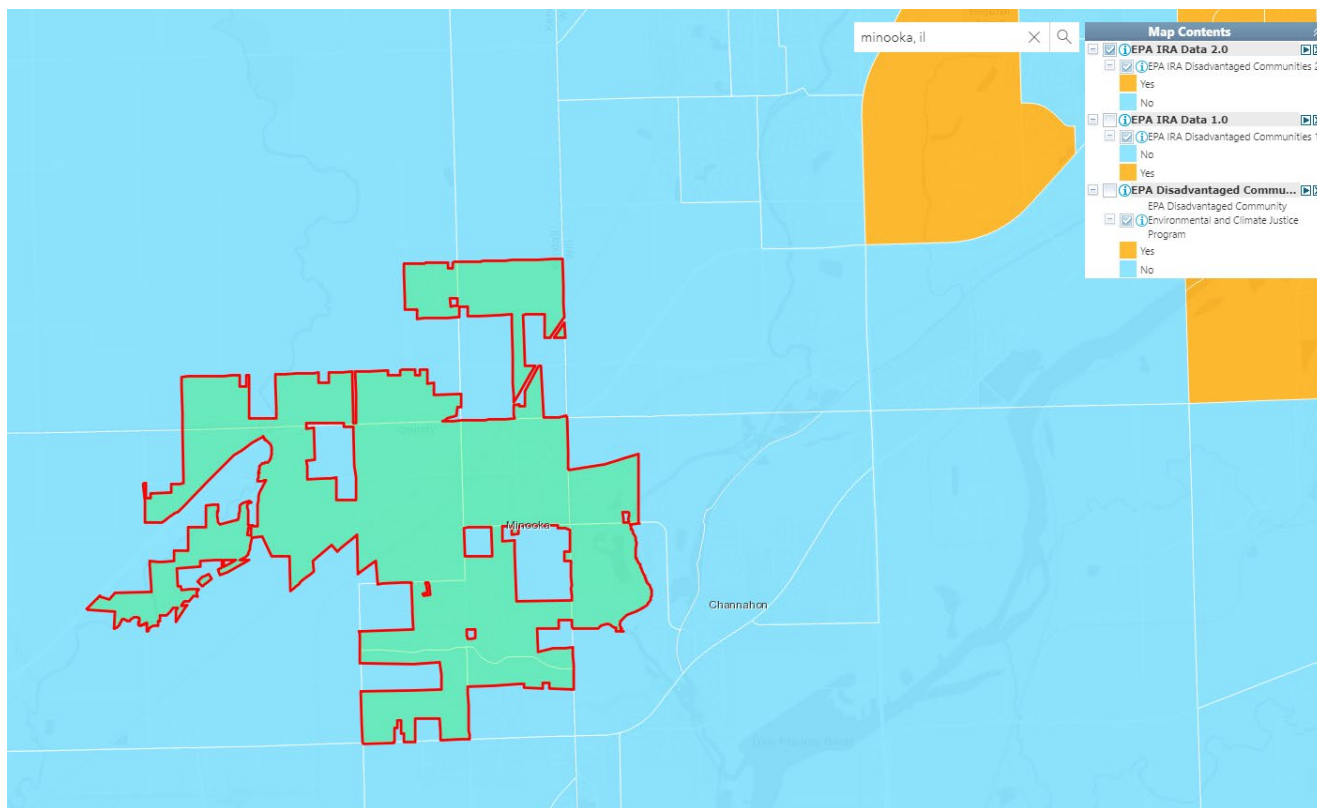 minooka, il
Map Contents
EPA IRA Data 2.0
EPA IRA Disadvantaged Communities 2
Yes
No
EPA IRA Data 1.0
EPA IRA Disadvantaged Communities 1
No
Yes
EPA Disadvantaged Commu...
EPA Disadvantaged Community
Environmental and Climate Justice
Program
Yes
No
Minooka
Channahon